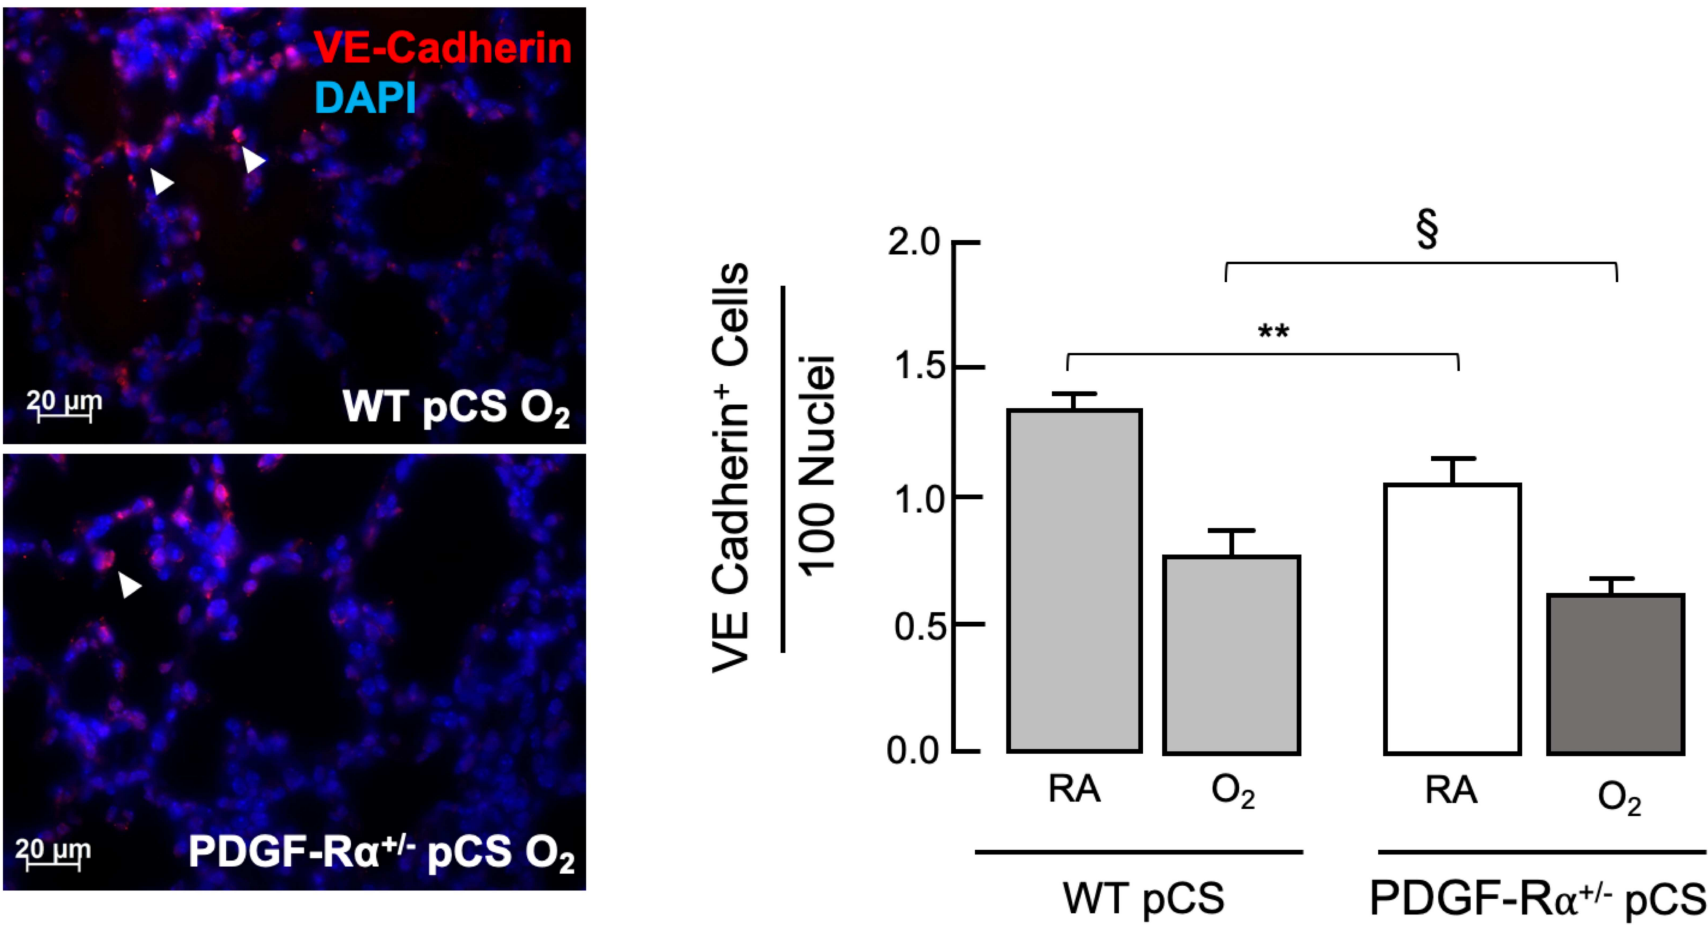 VE-Cadherin
DAPI
20 µm
WT pCS O₂
20 µm
PDGF-Rα⁺/⁻ pCS O₂
VE Cadherin⁺ Cells
100 Nuclei
2.0
1.5
1.0
0.5
0.0
§
**
RA
O₂
RA
O₂
WT pCS
PDGF-Rα⁺/⁻ pCS